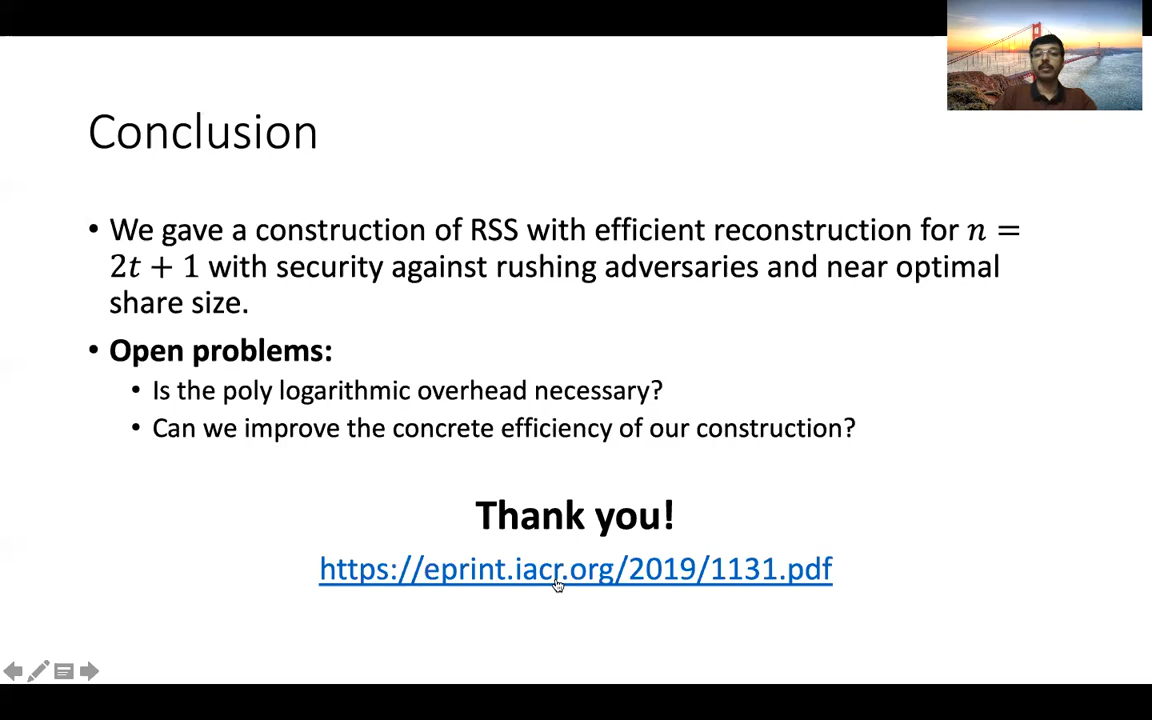 Conclusion
• We gave a construction of RSS with efficient reconstruction for n =
2t + 1 with security against rushing adversaries and near optimal
share size.
• Open problems:
• Is the poly logarithmic overhead necessary?
• Can we improve the concrete efficiency of our construction?
Thank you!
https://eprint.iacr.org/2019/1131.pdf